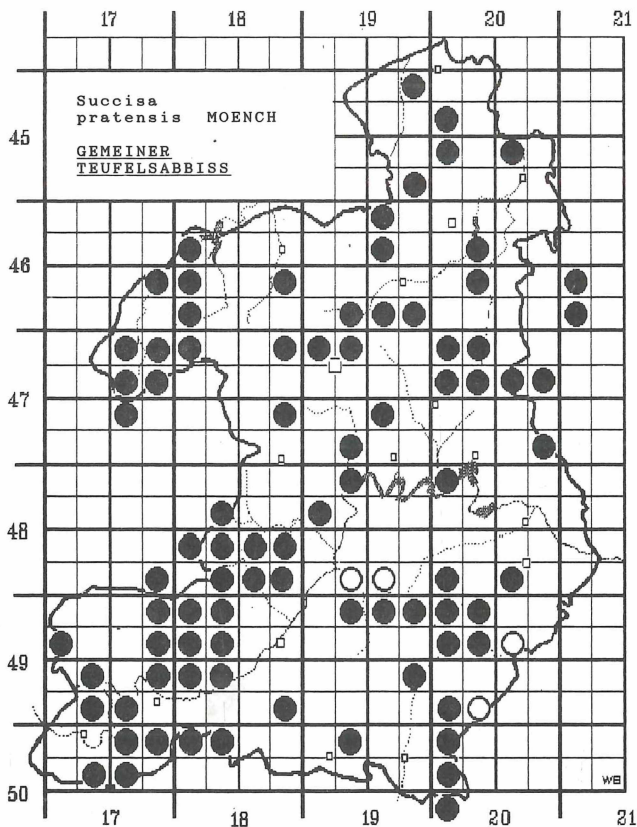 17 18 19 20 21
Succisa
pratensis MOENCH
GEMEINER
TEUFELSABBISS
45
46
47
48
49
WB
50
17 18 19 20 21